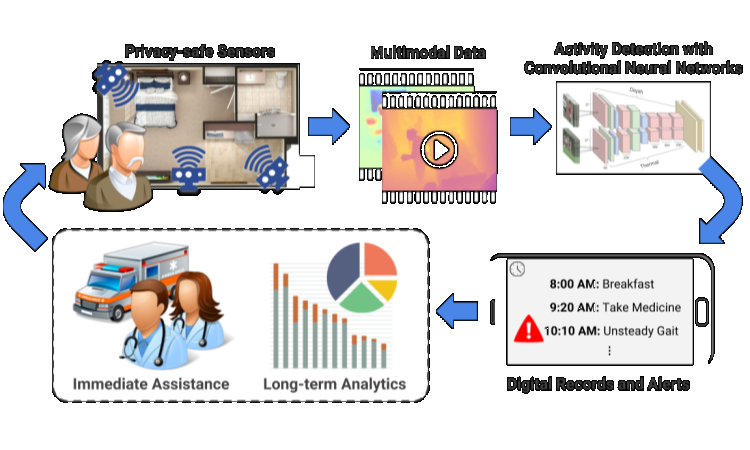 Privacy-safe Sensors
Multimodal Data
Activity Detection with
Convolutional Neural Networks
Depth
Thermal
8:00 AM: Breakfast
9:20 AM: Take Medicine
10:10 AM: Unsteady Gait
Immediate Assistance
Long-term Analytics
Digital Records and Alerts